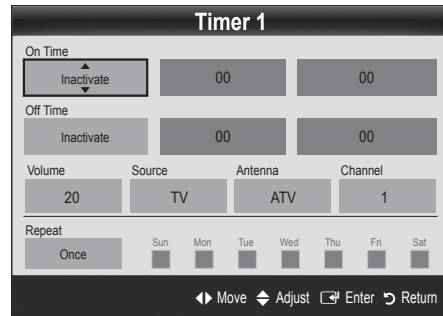 Timer 1
On Time
Inactivate 00 00
Off Time
Inactivate 00 00
Volume Source Antenna Channel
20 TV ATV 1
Repeat
Once Sun Mon Tue Wed Thu Fri Sat
Move Adjust Enter Return